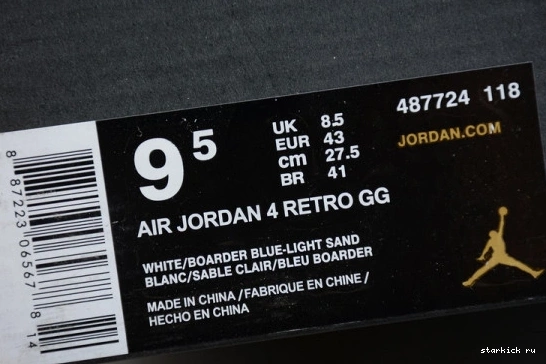 9 5
UK 8.5
EUR 43
cm 27.5
BR 41
487724 118
JORDAN.COM
AIR JORDAN 4 RETRO GG
WHITE/BOARDER BLUE-LIGHT SAND
BLANC/SABLE CLAIR/BLEU BOARDER
MADE IN CHINA / FABRIQUE EN CHINE /
HECHO EN CHINA
8 87223 06567 8 14
starkick ru